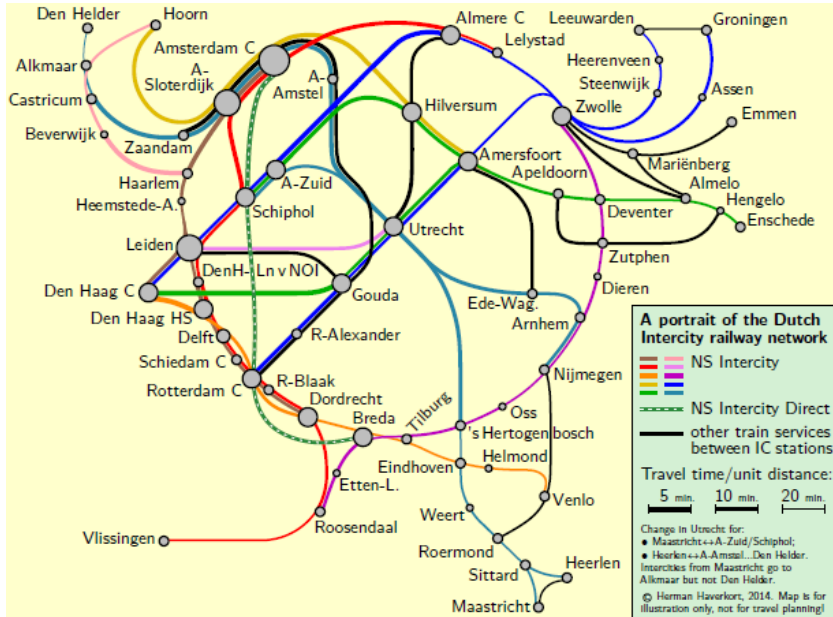 Den Helder
Hoorn
Amsterdam C
A-
Sloterdijk
Almere C
Lelystad
Leeuwarden
Groningen
Alkmaar
A-
Amstel
Heerenveen
Steenwijk
Assen
Castricum
Hilversum
Zwolle
Emmen
Beverwijk
Zaandam
Amersfoort
Mariënberg
Haarlem
A-Zuid
Apeldoorn
Almelo
Heemstede-A.
Schiphol
Deventer
Hengelo
Enschede
Leiden
Utrecht
Zutphen
DenH- Ln v NOI
Den Haag C
Gouda
Dieren
Ede-Wag.
Den Haag HS
Arnhem
R-Alexander
Delft
Schiedam C
Nijmegen
Rotterdam C
R-Blaak
Dordrecht
Breda
Tilburg
Oss
's Hertogenbosch
Eindhoven
Helmond
Etten-L.
Venlo
Weert
Roosendaal
Vlissingen
Roermond
Sittard
Heerlen
Maastricht
A portrait of the Dutch
Intercity railway network
NS Intercity
NS Intercity Direct
other train services
between IC stations
Travel time/unit distance:
5 min. 10 min. 20 min.
Change in Utrecht for:
• Maastricht↔A-Zuid/Schiphol;
• Heerlen↔A-Amstel...Den Helder.
Intercities from Maastricht go to
Alkmaar but not Den Helder.
© Herman Haverkort, 2014. Map is for
illustration only, not for travel planning!